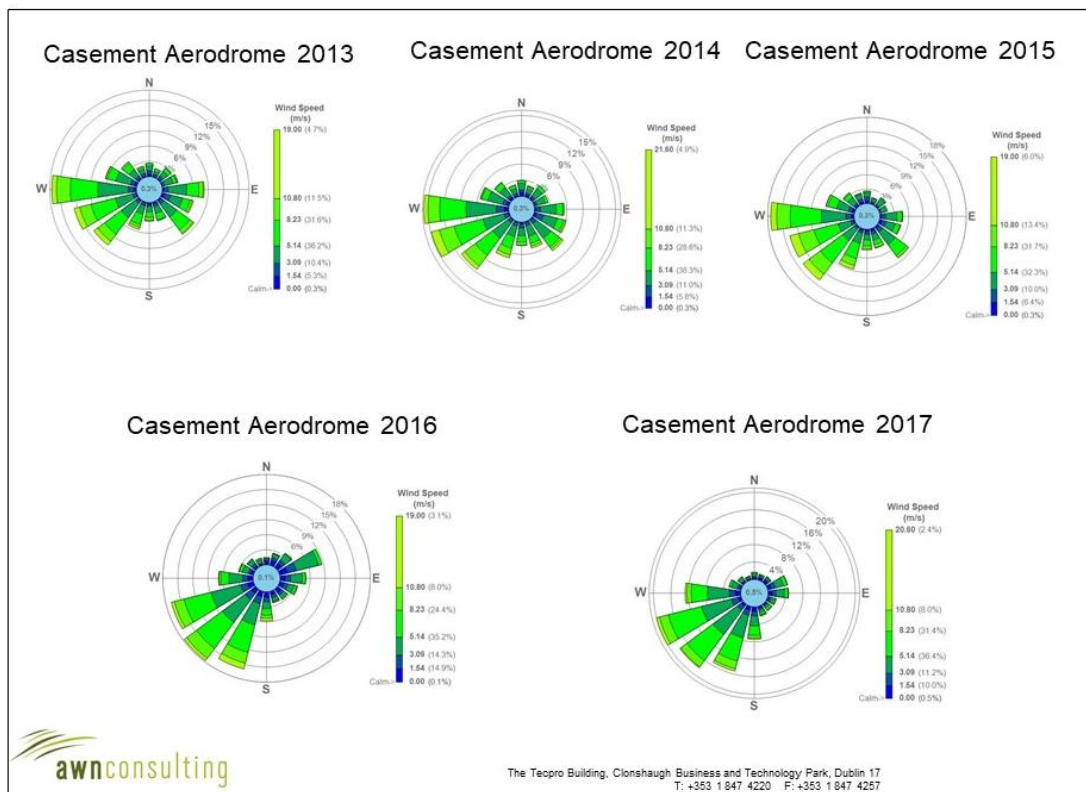 Casement Aerodrome 2013
N
15%
12%
9%
6%
W
0.3%
E
S
Wind Speed
(m/s)
19.00 (4.7%)
10.80 (11.5%)
8.23 (31.6%)
5.14 (36.2%)
3.09 (10.4%)
1.54 (5.3%)
Calm-> 0.00 (0.3%)
Casement Aerodrome 2014
N
15%
12%
9%
6%
W
0.3%
E
S
Wind Speed
(m/s)
21.60 (4.9%)
10.80 (11.3%)
8.23 (28.6%)
5.14 (38.3%)
3.09 (11.0%)
1.54 (5.8%)
Calm-> 0.00 (0.3%)
Casement Aerodrome 2015
N
18%
15%
12%
9%
6%
W
0.3%
E
S
Wind Speed
(m/s)
19.00 (6.0%)
10.80 (13.4%)
8.23 (31.7%)
5.14 (32.3%)
3.09 (10.0%)
1.54 (6.4%)
Calm-> 0.00 (0.3%)
Casement Aerodrome 2016
N
18%
15%
12%
9%
6%
W
0.1%
E
S
Wind Speed
(m/s)
19.00 (3.1%)
10.80 (8.0%)
8.23 (24.4%)
5.14 (35.2%)
3.09 (14.3%)
1.54 (14.9%)
Calm-> 0.00 (0.1%)
Casement Aerodrome 2017
N
20%
16%
12%
8%
4%
W
0.5%
E
S
Wind Speed
(m/s)
20.60 (2.4%)
10.80 (8.0%)
8.23 (31.4%)
5.14 (36.4%)
3.09 (11.2%)
1.54 (10.0%)
Calm-> 0.00 (0.5%)
awnconsulting
The Tecpro Building, Clonshaugh Business and Technology Park, Dublin 17
T: +353 1 847 4220 F: +353 1 847 4257